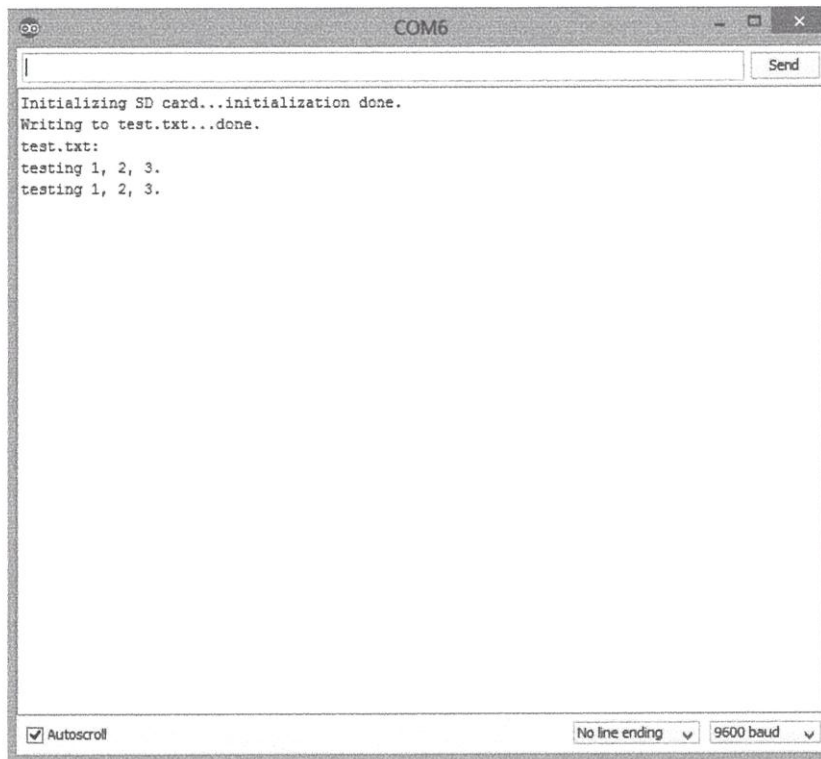 COM6
Send
Initializing SD card...initialization done.
Writing to test.txt...done.
test.txt:
testing 1, 2, 3.
testing 1, 2, 3.
Autoscroll
No line ending
9600 baud